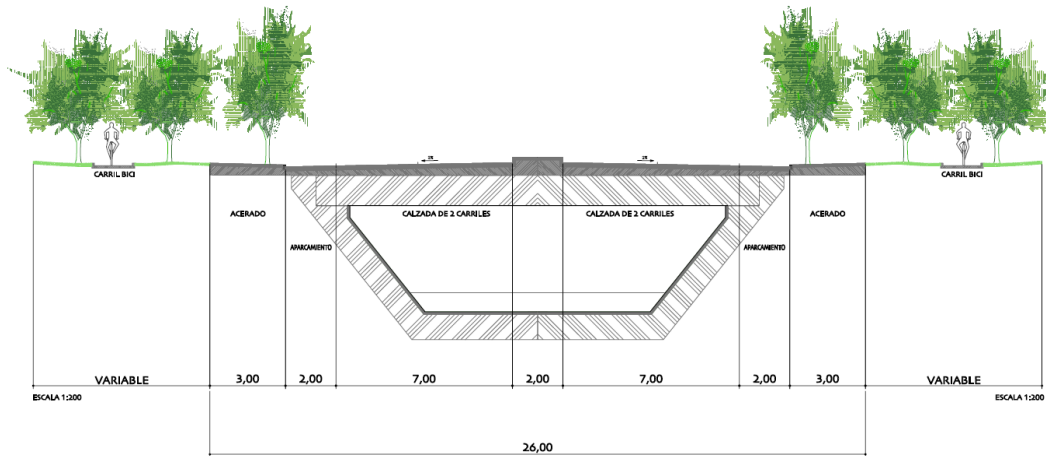 2% 2%
CARRIL BICI CARRIL BICI
ACERADO CALZADA DE 2 CARRILES CALZADA DE 2 CARRILES ACERADO
APARCAMIENTO APARCAMIENTO
VARIABLE 3,00 2,00 7,00 2,00 7,00 2,00 3,00 VARIABLE
ESCALA 1:200 ESCALA 1:200
26,00